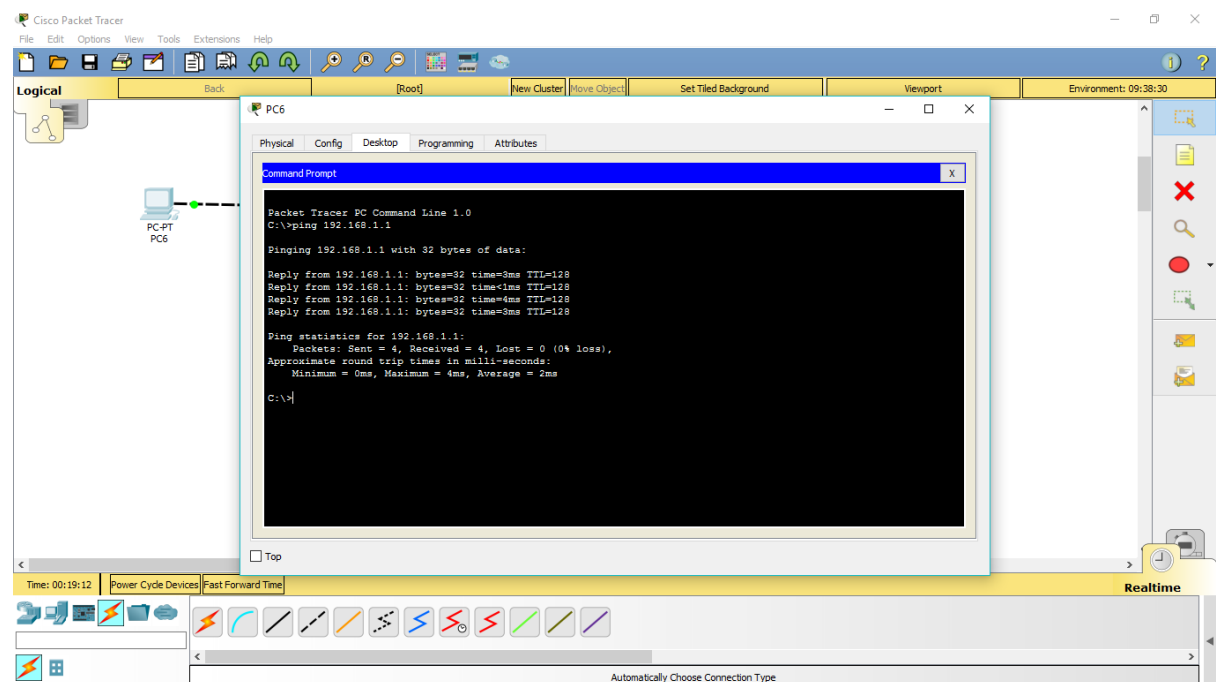 Cisco Packet Tracer
File Edit Options View Tools Extensions Help
Logical
Back
[Root]
New Cluster
Move Object
Set Tiled Background
Viewport
Environment: 09:38:30
PC6
Physical Config Desktop Programming Attributes
Command Prompt
X
Packet Tracer PC Command Line 1.0
C:\>ping 192.168.1.1
Pinging 192.168.1.1 with 32 bytes of data:
Reply from 192.168.1.1: bytes=32 time=3ms TTL=128
Reply from 192.168.1.1: bytes=32 time<1ms TTL=128
Reply from 192.168.1.1: bytes=32 time=4ms TTL=128
Reply from 192.168.1.1: bytes=32 time=3ms TTL=128
Ping statistics for 192.168.1.1:
Packets: Sent = 4, Received = 4, Lost = 0 (0% loss),
Approximate round trip times in milli-seconds:
Minimum = 0ms, Maximum = 4ms, Average = 2ms
C:\>
PC-PT
PC6
Top
Time: 00:19:12
Power Cycle Devices
Fast Forward Time
Realtime
Automatically Choose Connection Type